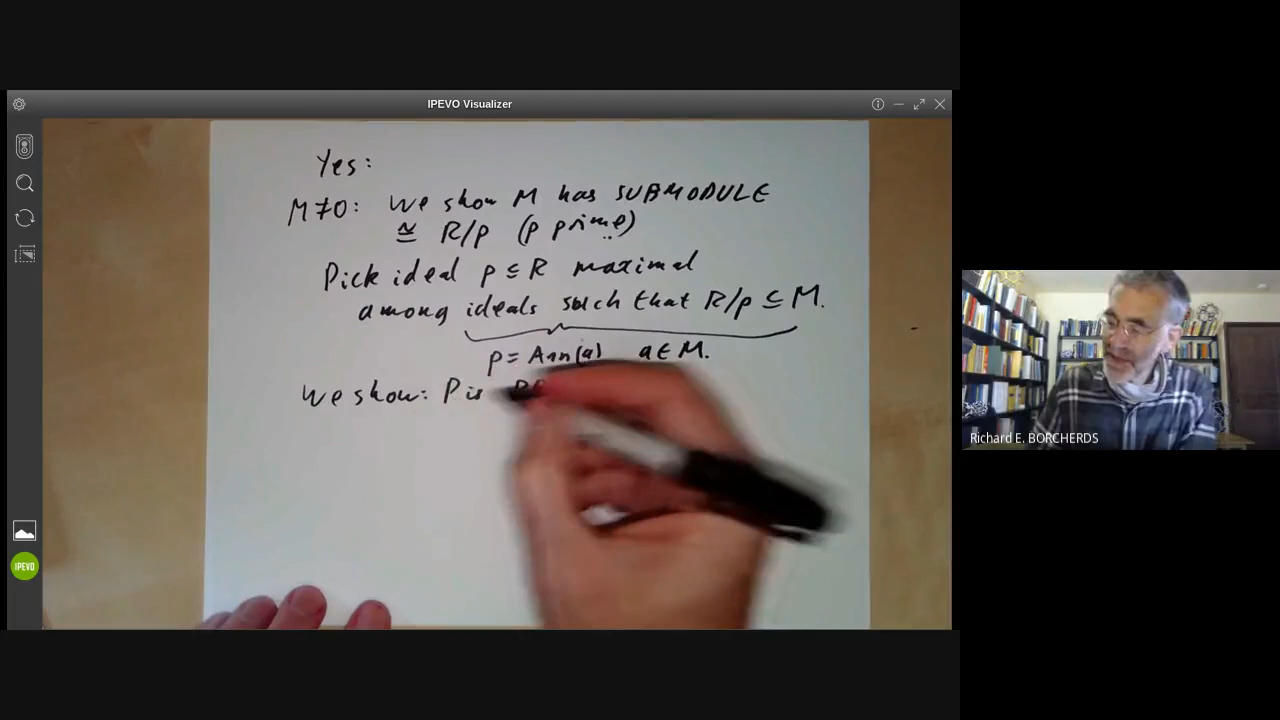 IPEVO Visualizer
Yes:
M≠0: We show M has SUBMODULE
≅ R/p (p prime)
Pick ideal p ⊆ R maximal
among ideals such that R/p ⊆ M.
p = Ann(a) a ∈ M.
We show: P is
IPEVO
Richard E. BORCHERDS